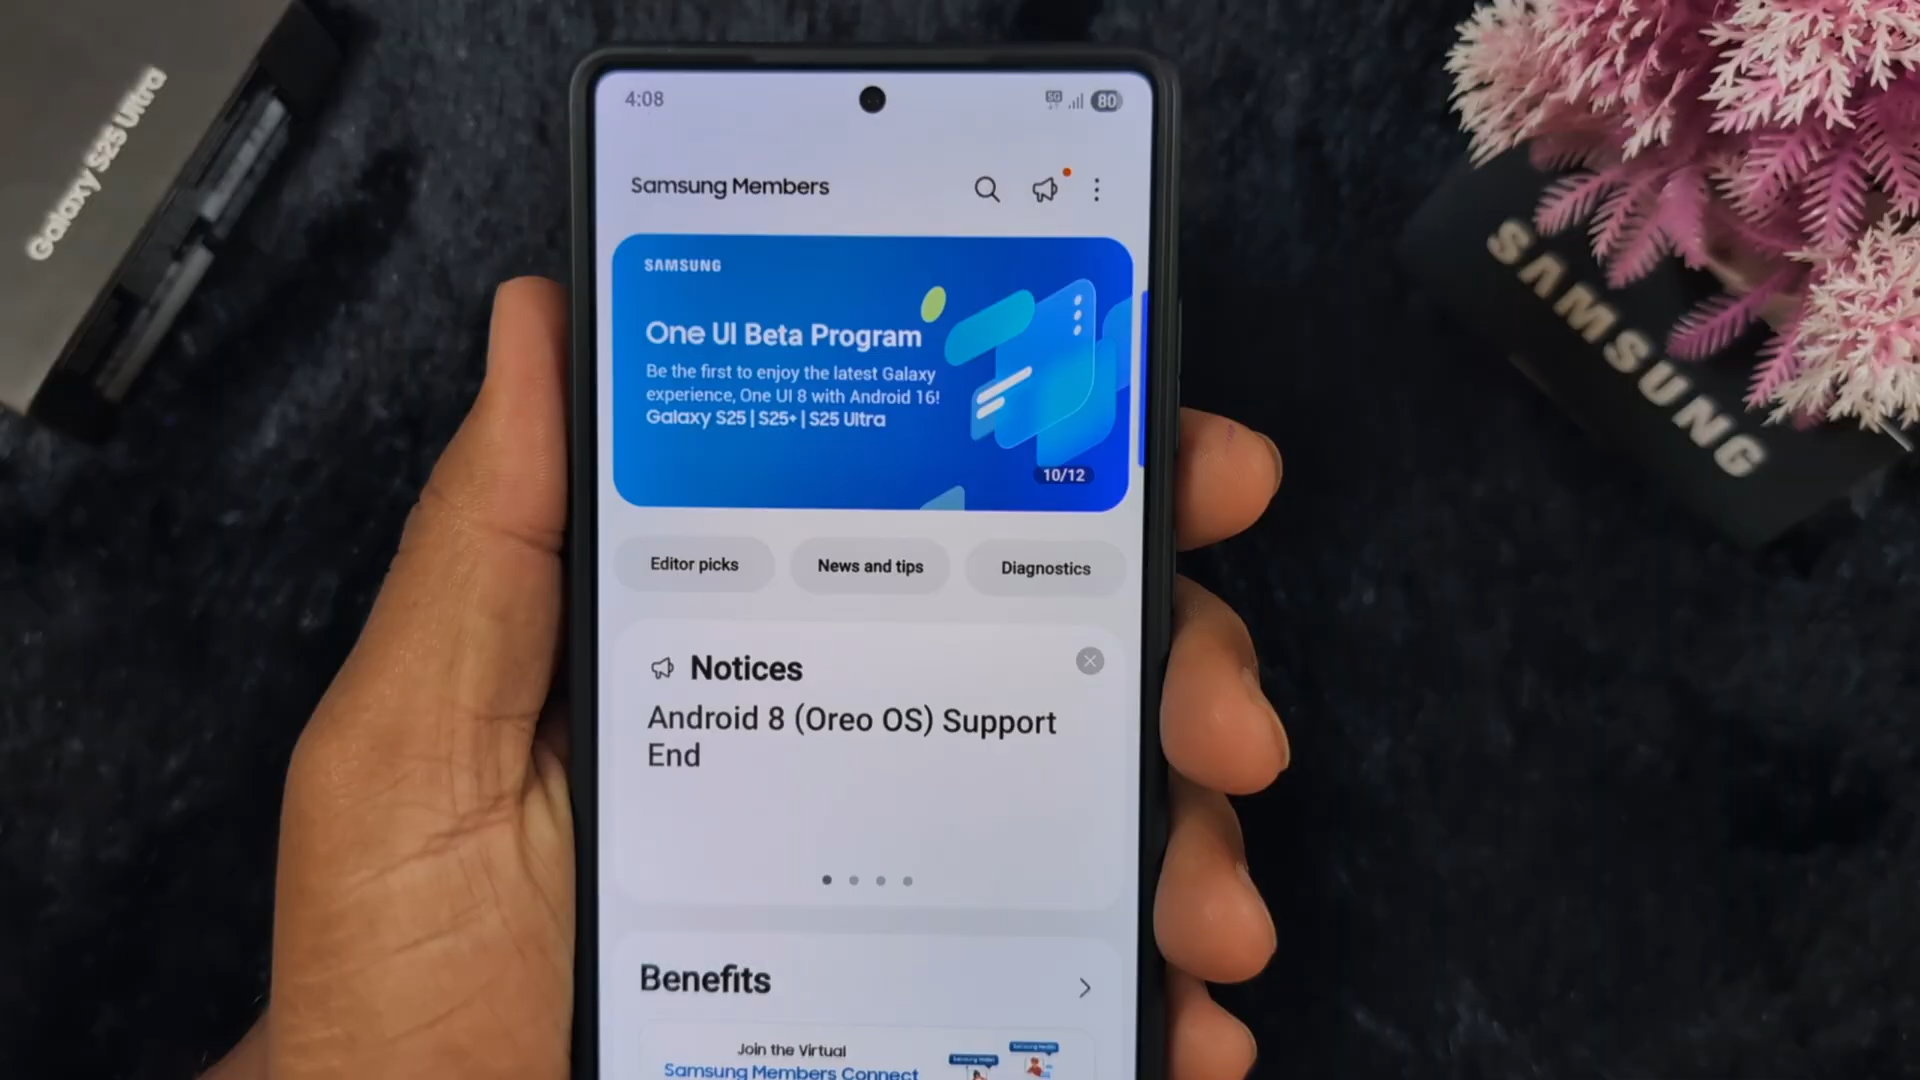 Galaxy S25 Ultra
4:08
5G
80
Samsung Members
SAMSUNG
One UI Beta Program
Be the first to enjoy the latest Galaxy
experience, One UI 8 with Android 16!
Galaxy S25 | S25+ | S25 Ultra
10/12
Editor picks
News and tips
Diagnostics
Notices
Android 8 (Oreo OS) Support
End
Benefits
Join the Virtual
Samsung Members Connect
SAMSUNG